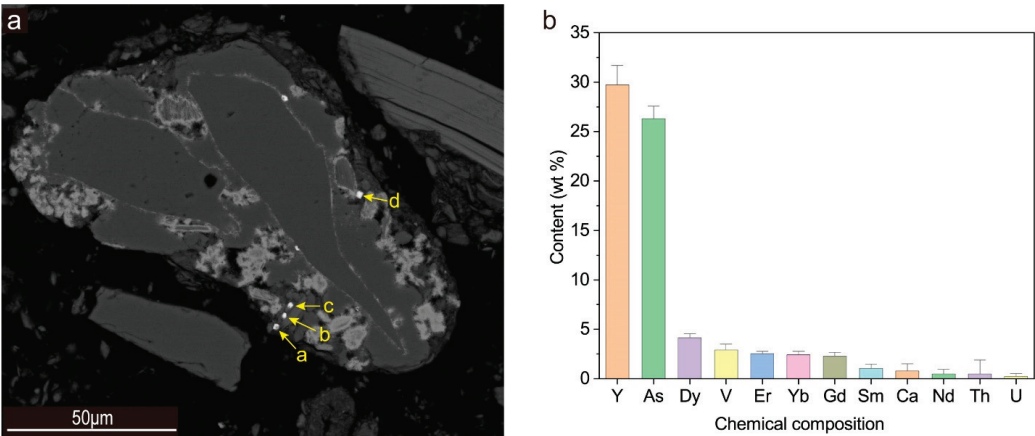 a
d
c
b
a
50μm
b
35
30
25
20
15
10
5
0
Content (wt %)
Y As Dy V Er Yb Gd Sm Ca Nd Th U
Chemical composition